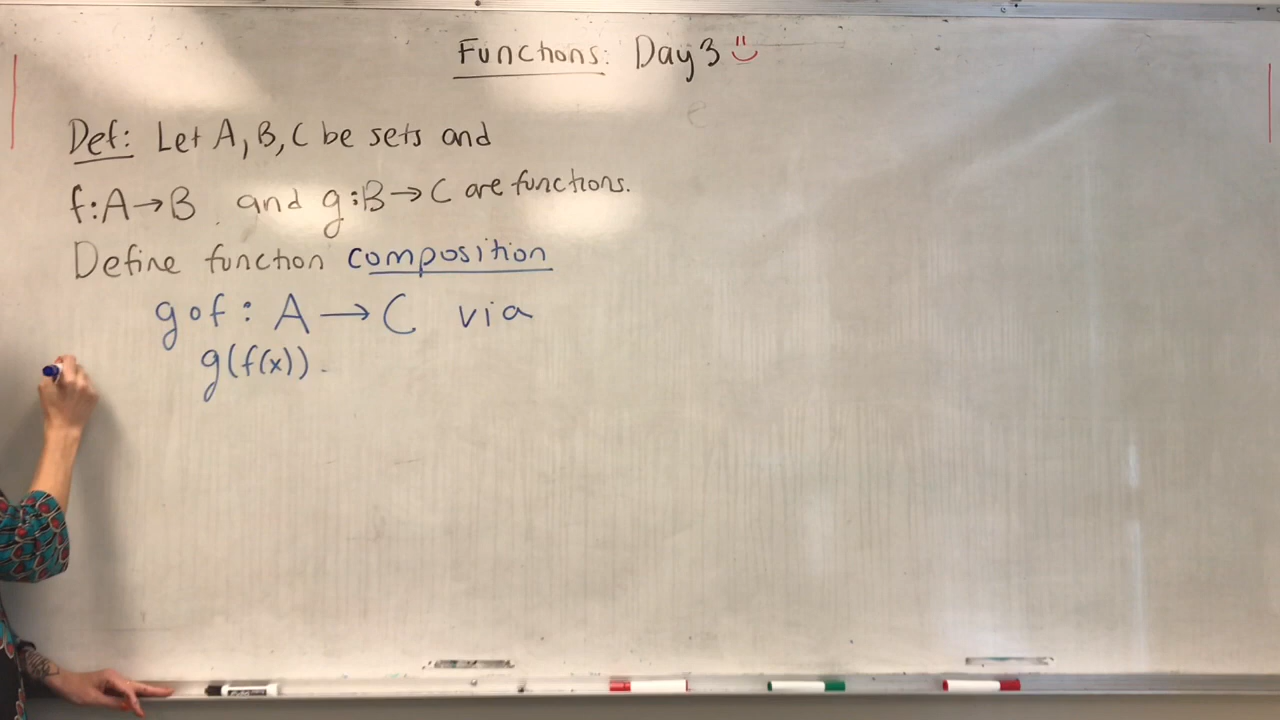 Functions: Day 3
Def: Let A, B, C be sets and
f: A → B and g: B → C are functions.
Define function composition
g∘f: A → C via
g(f(x)).